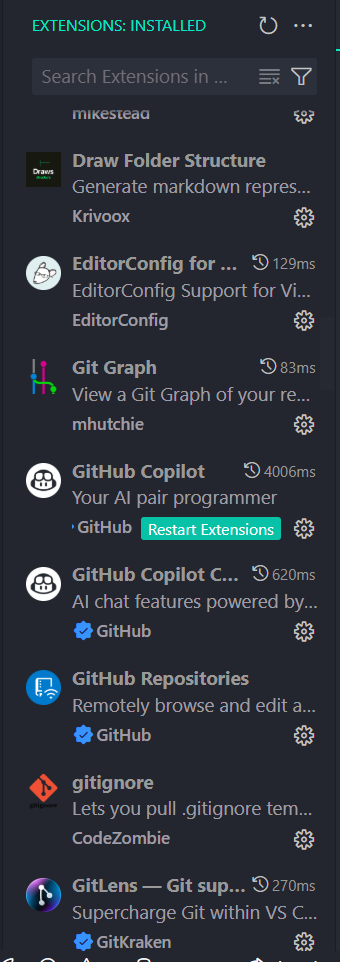 EXTENSIONS: INSTALLED
Search Extensions in ...
mikestead
Draws
Draw Folder Structure
Generate markdown repres...
Krivoox
EditorConfig for ... 129ms
EditorConfig Support for Vi...
EditorConfig
Git Graph 83ms
View a Git Graph of your re...
mhutchie
GitHub Copilot 4006ms
Your AI pair programmer
GitHub Restart Extensions
GitHub Copilot C... 620ms
AI chat features powered by...
GitHub
GitHub Repositories
Remotely browse and edit a...
GitHub
gitignore
gitignore
Lets you pull .gitignore tem...
CodeZombie
GitLens — Git sup... 270ms
Supercharge Git within VS C...
GitKraken